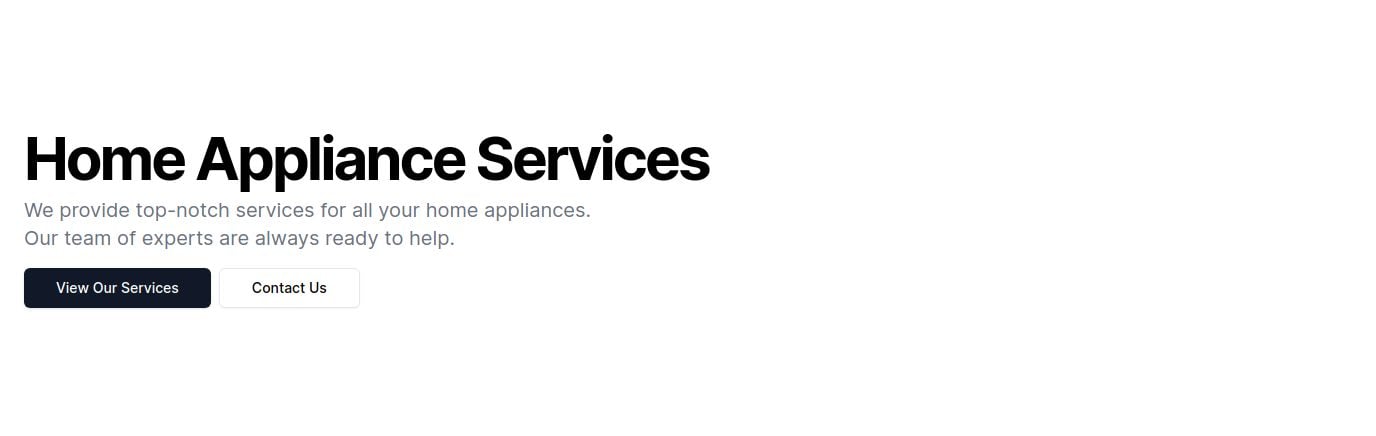 Home Appliance Services
We provide top-notch services for all your home appliances.
Our team of experts are always ready to help.
View Our Services
Contact Us